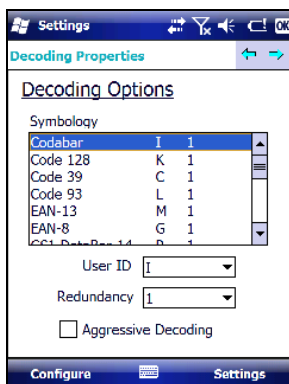 Settings OK
Decoding Properties
Decoding Options
Symbology
Codabar I 1
Code 128 K 1
Code 39 C 1
Code 93 L 1
EAN-13 M 1
EAN-8 G 1
User ID I
Redundancy 1
Aggressive Decoding
Configure Settings